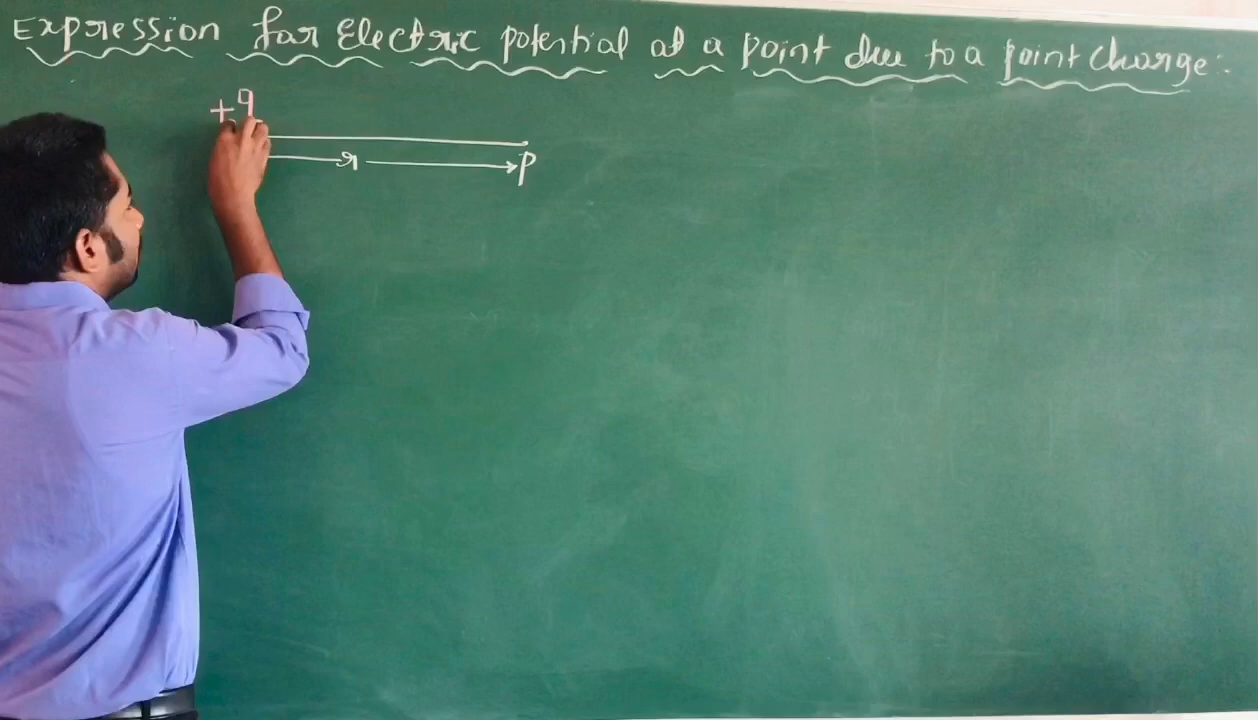 Expression for Electric potential at a point due to a point Charge:
+q
r
P